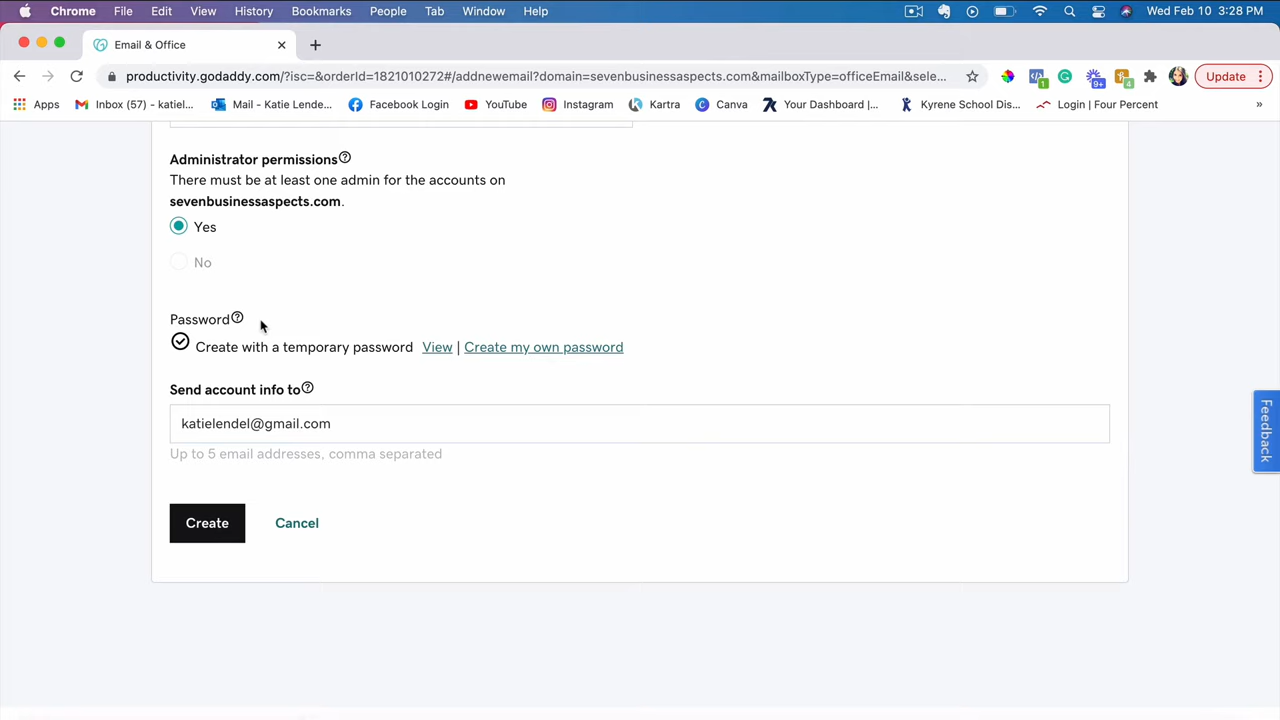 Chrome File Edit View History Bookmarks People Tab Window Help Wed Feb 10 3:28 PM
Email & Office
productivity.godaddy.com/?isc=&orderId=1821010272#/addnewemail?domain=sevenbusinessaspects.com&mailboxType=officeEmail&sele... 1 9+ 4 Update
Apps Inbox (57) - katiel... Mail - Katie Lende... Facebook Login YouTube Instagram Kartra Canva Your Dashboard |... Kyrene School Dis... Login | Four Percent »
Administrator permissions
There must be at least one admin for the accounts on
sevenbusinessaspects.com.
Yes
No
Password
Create with a temporary password View | Create my own password
Send account info to
katielendel@gmail.com
Up to 5 email addresses, comma separated
Create Cancel
Feedback